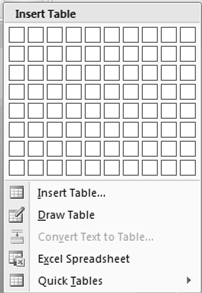 Insert Table
Insert Table...
Draw Table
Convert Text to Table...
Excel Spreadsheet
Quick Tables